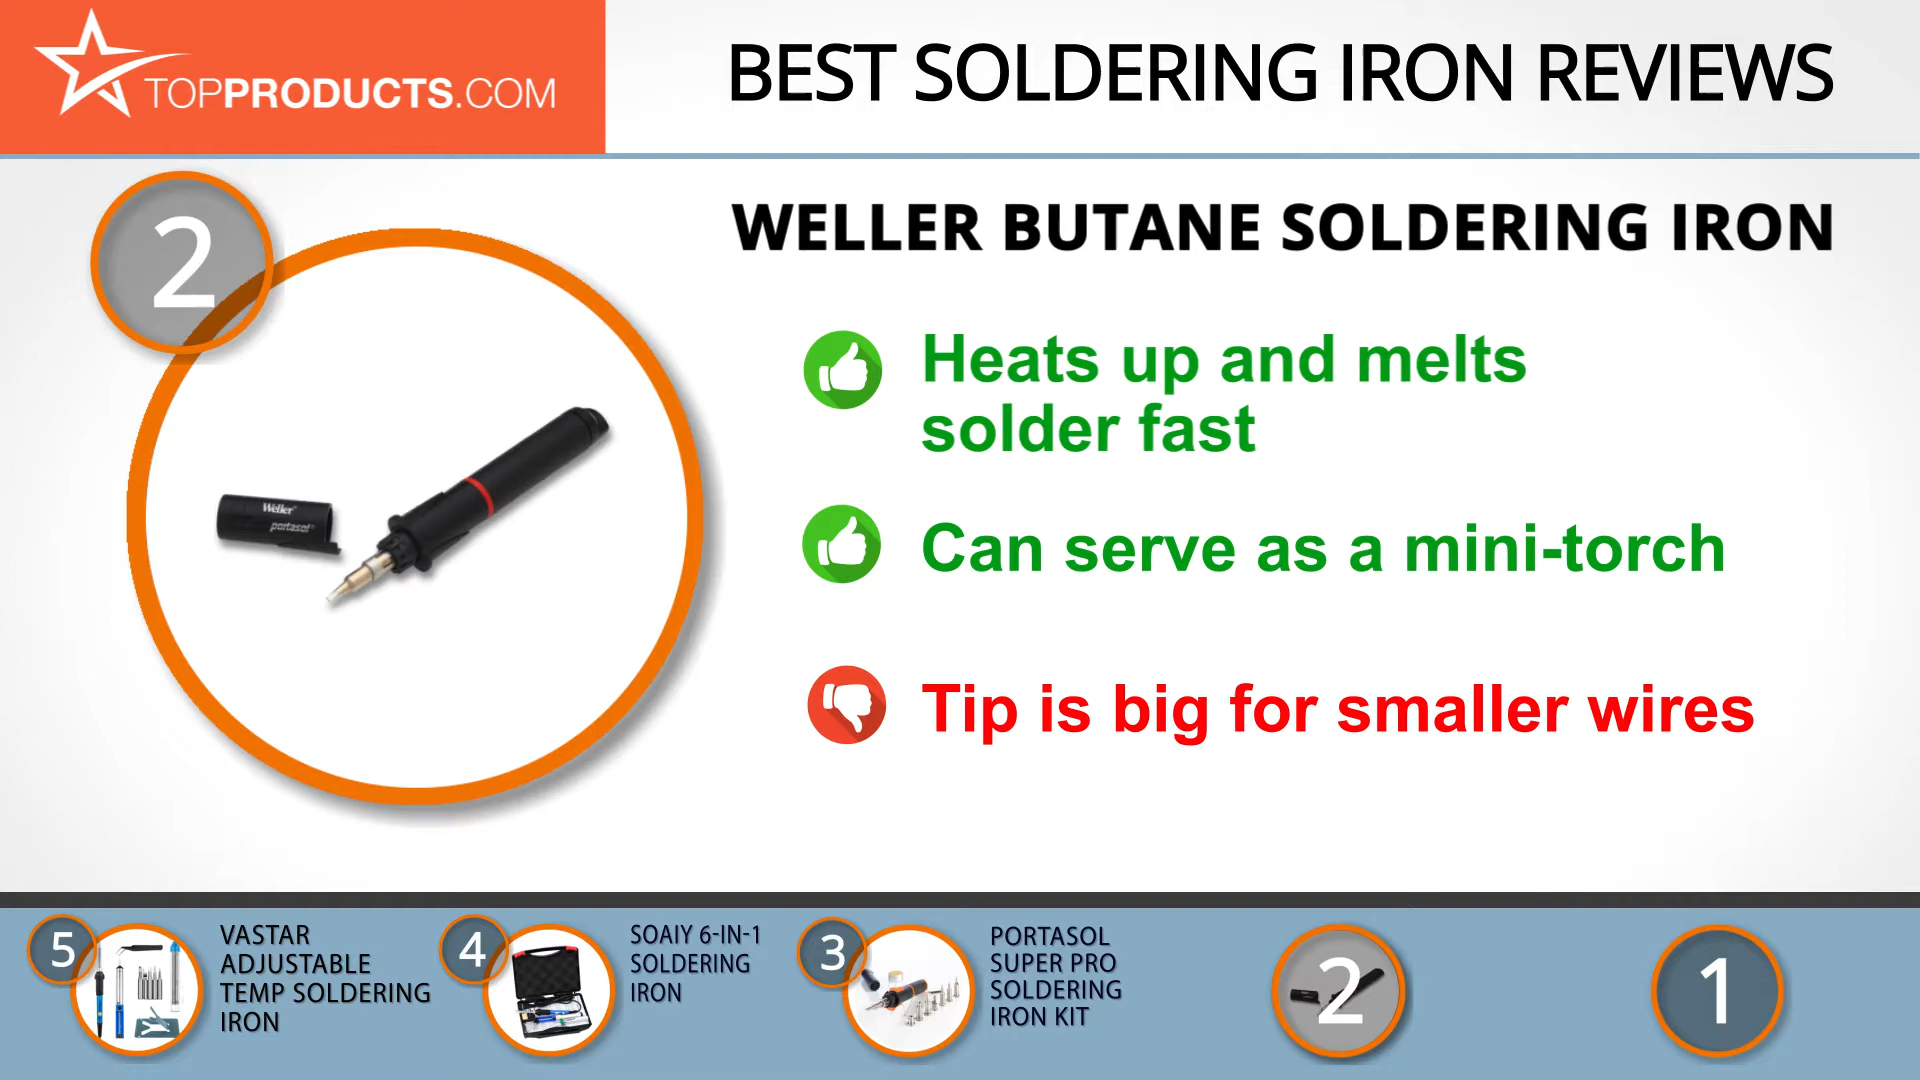 TOPPRODUCTS.COM
BEST SOLDERING IRON REVIEWS
2
WELLER BUTANE SOLDERING IRON
Heats up and melts
solder fast
Can serve as a mini-torch
Tip is big for smaller wires
Weller
portasol
5
VASTAR
ADJUSTABLE
TEMP SOLDERING
IRON
4
SOAIY 6-IN-1
SOLDERING
IRON
3
PORTASOL
SUPER PRO
SOLDERING
IRON KIT
2
1